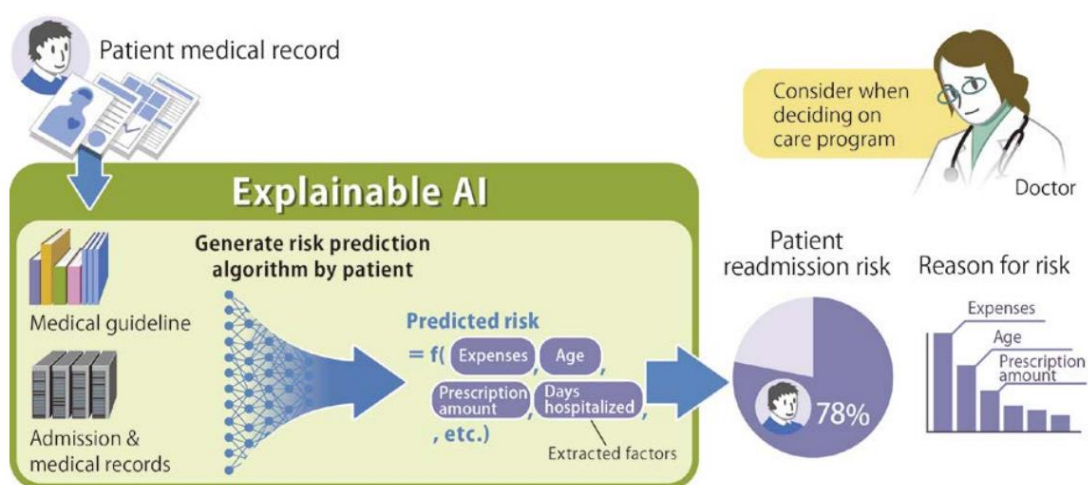 Patient medical record
Consider when
deciding on
care program
Doctor
Explainable AI
Generate risk prediction
algorithm by patient
Medical guideline
Admission &
medical records
Predicted risk
= f( Expenses , Age ,
Prescription
amount , Days
hospitalized ,
, etc.)
Extracted factors
Patient
readmission risk
78%
Reason for risk
Expenses
Age
Prescription
amount